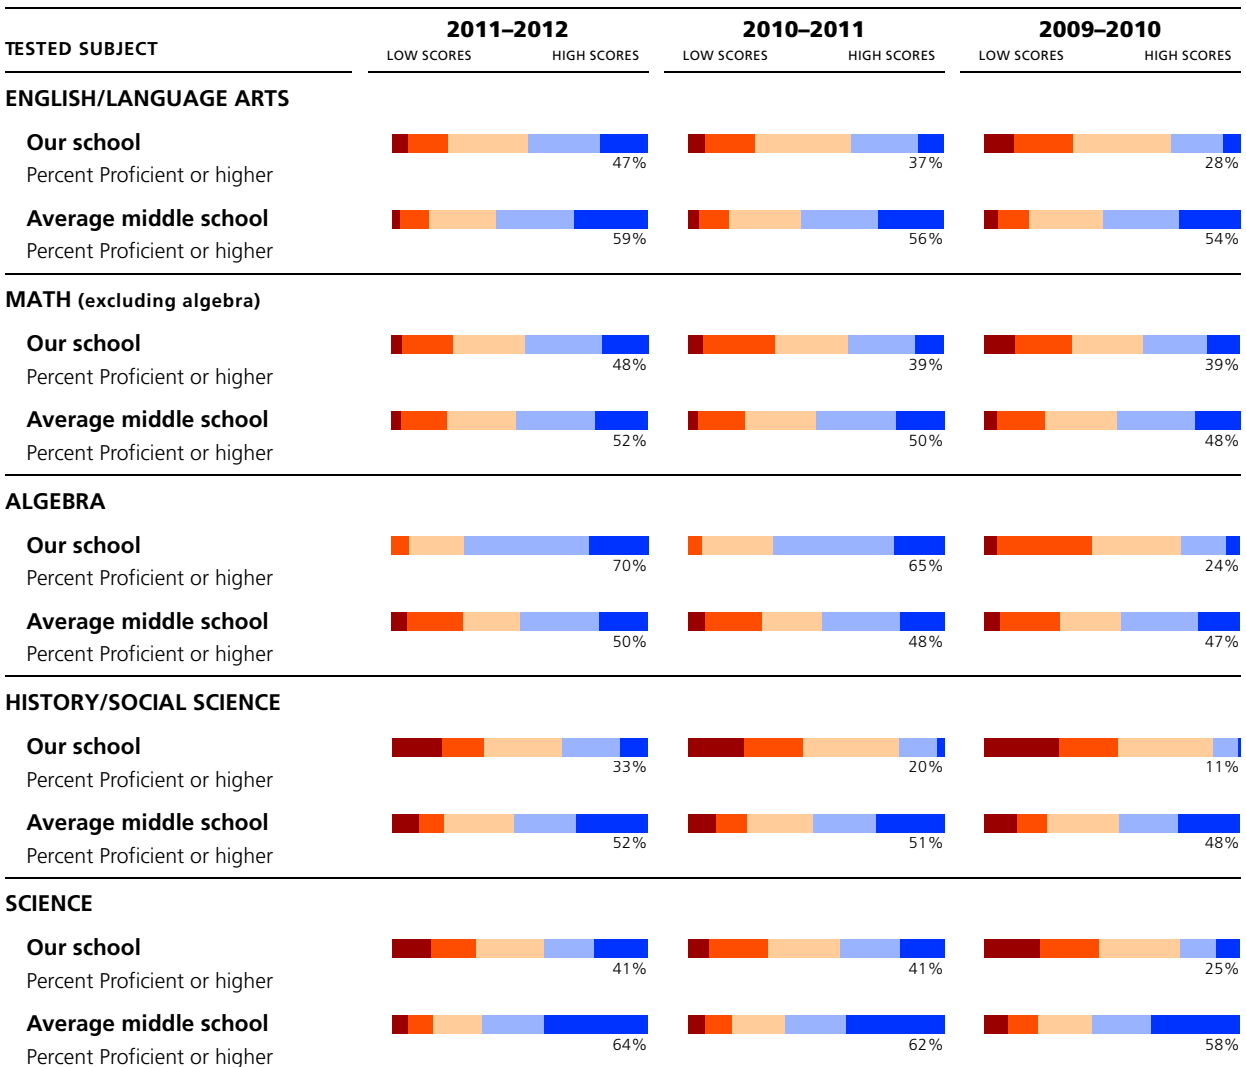 2011–2012 2010–2011 2009–2010
TESTED SUBJECT LOW SCORES HIGH SCORES LOW SCORES HIGH SCORES LOW SCORES HIGH SCORES
ENGLISH/LANGUAGE ARTS
Our school
47% 37% 28%
Percent Proficient or higher
Average middle school
59% 56% 54%
Percent Proficient or higher
MATH (excluding algebra)
Our school
48% 39% 39%
Percent Proficient or higher
Average middle school
52% 50% 48%
Percent Proficient or higher
ALGEBRA
Our school
70% 65% 24%
Percent Proficient or higher
Average middle school
50% 48% 47%
Percent Proficient or higher
HISTORY/SOCIAL SCIENCE
Our school
33% 20% 11%
Percent Proficient or higher
Average middle school
52% 51% 48%
Percent Proficient or higher
SCIENCE
Our school
41% 41% 25%
Percent Proficient or higher
Average middle school
64% 62% 58%
Percent Proficient or higher